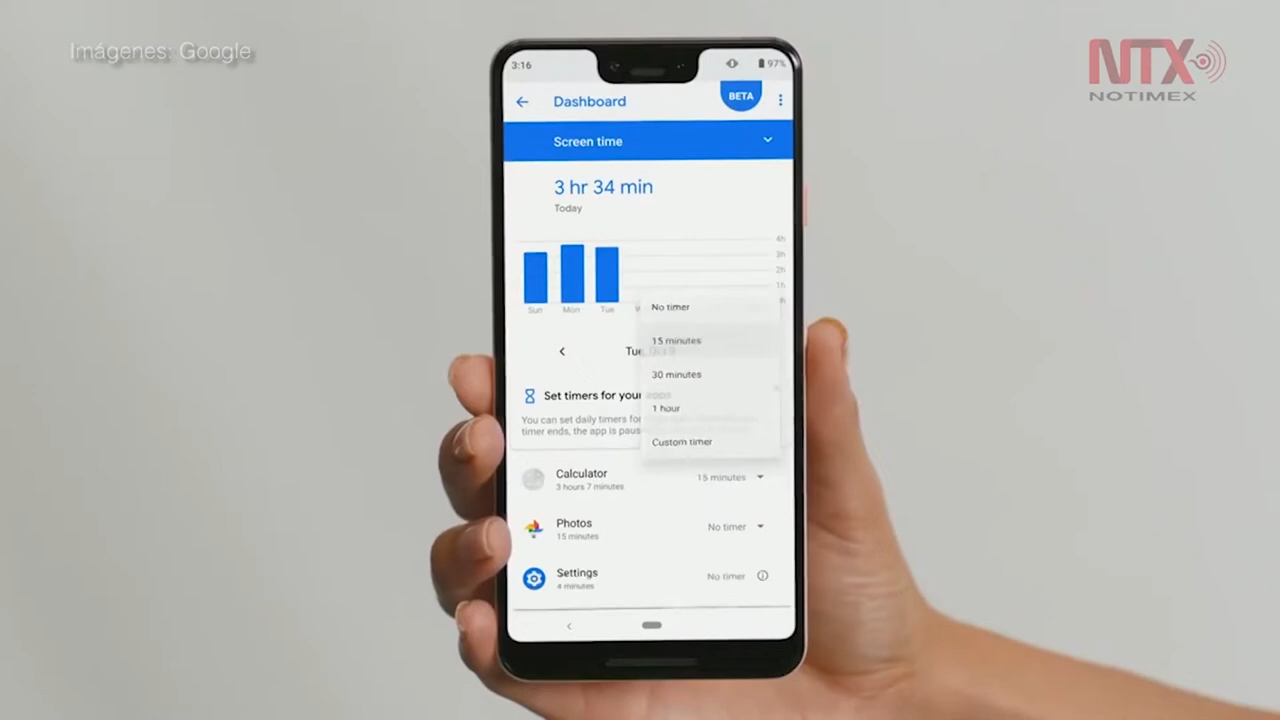 Imágenes: Google
NTX
NOTIMEX
3:16
97%
Dashboard
BETA
Screen time
3 hr 34 min
Today
4h
3h
2h
1h
Sun
Mon
Tue
No timer
15 minutes
30 minutes
1 hour
Custom timer
Tue,
Set timers for your apps
You can set daily timers for
timer ends, the app is paus
Calculator
3 hours 7 minutes
15 minutes
Photos
15 minutes
No timer
Settings
4 minutes
No timer